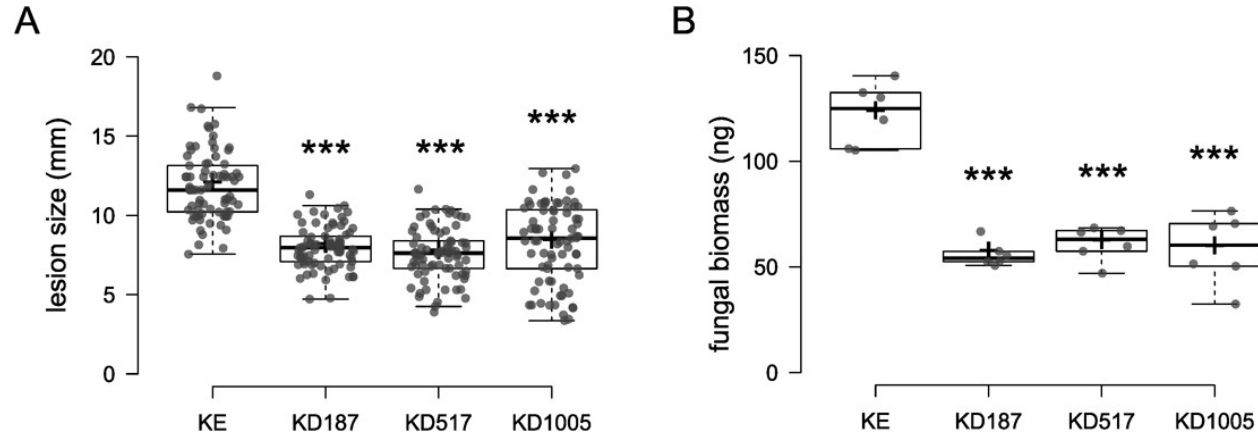 A
lesion size (mm)
20
15
10
5
0
***
***
***
KE
KD187
KD517
KD1005
B
fungal biomass (ng)
150
100
50
0
***
***
***
KE
KD187
KD517
KD1005